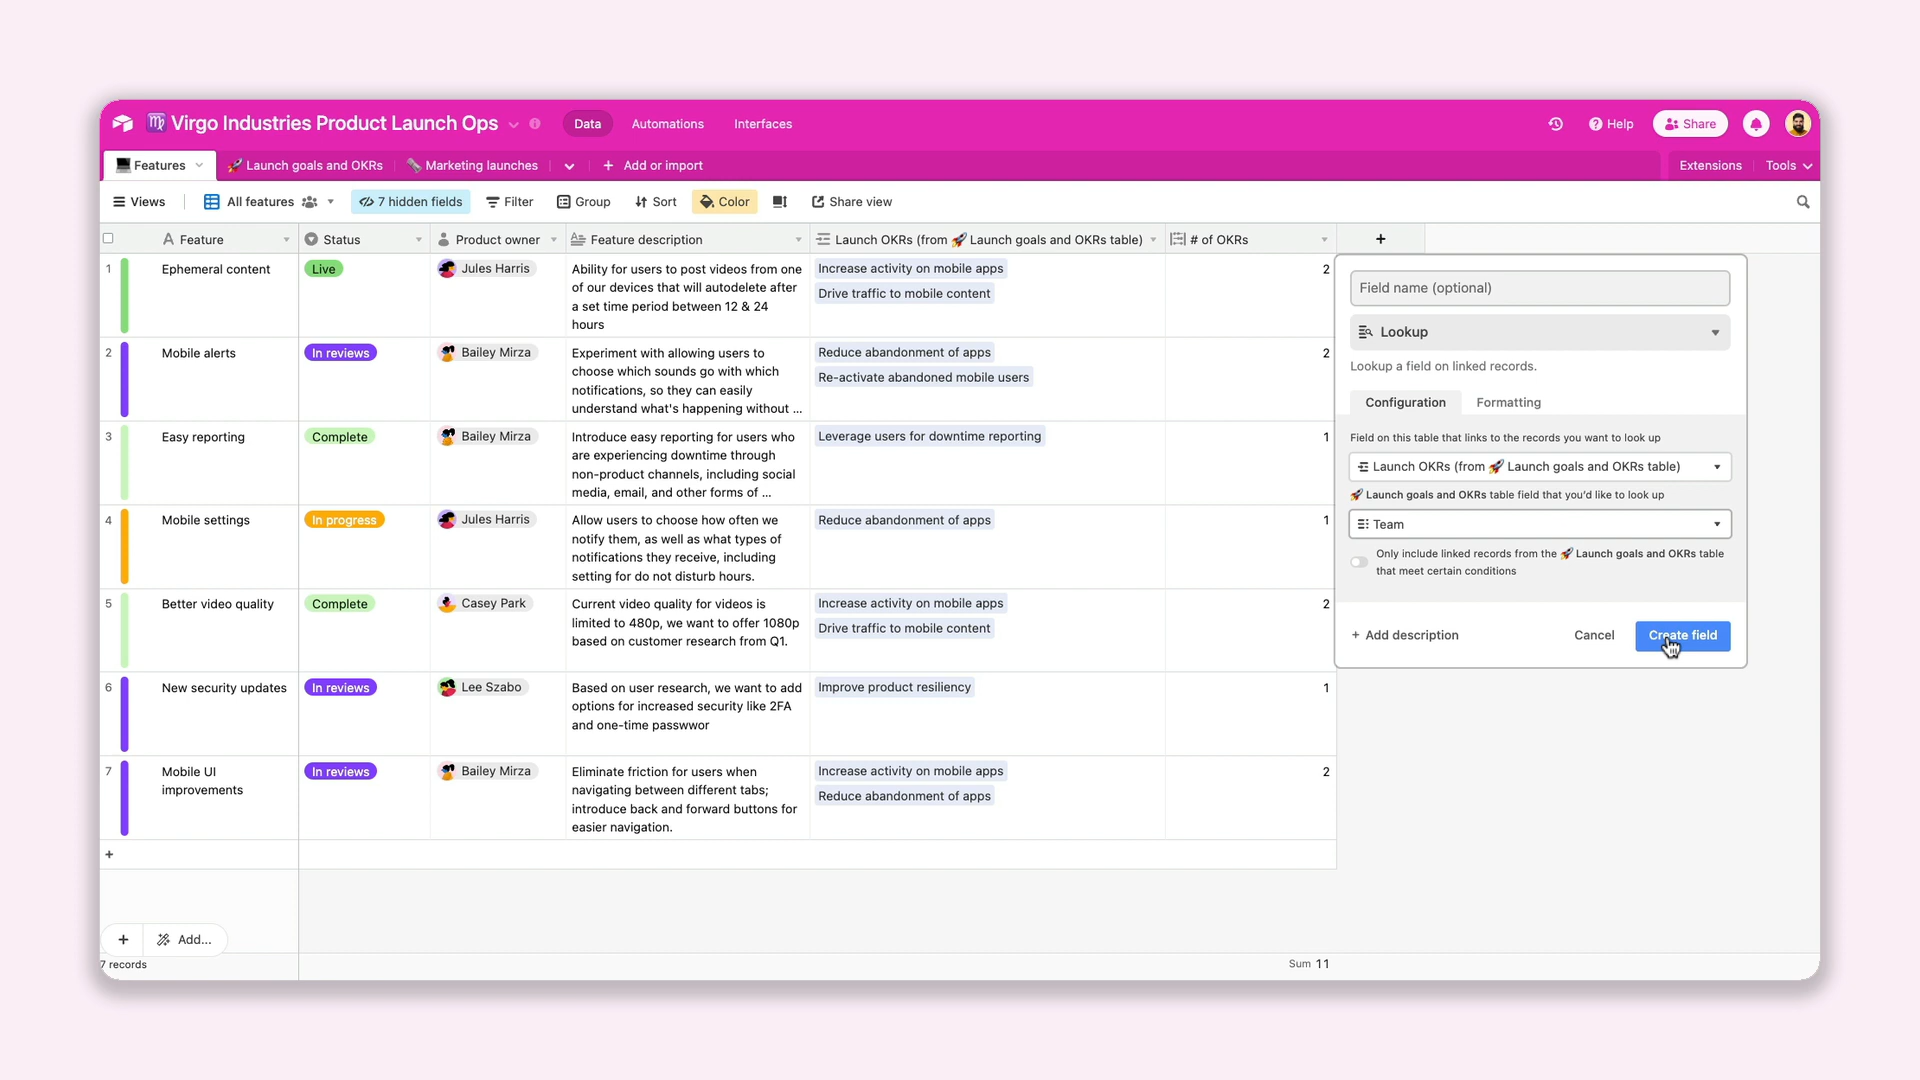 Virgo Industries Product Launch Ops
Data
Automations
Interfaces
Help
Share
Features
Launch goals and OKRs
Marketing launches
+ Add or import
Extensions
Tools
Views
All features
7 hidden fields
Filter
Group
Sort
Color
Share view
Feature
Status
Product owner
Feature description
Launch OKRs (from 🚀 Launch goals and OKRs table)
# of OKRs
+
1
Ephemeral content
Live
Jules Harris
Ability for users to post videos from one
of our devices that will autodelete after
a set time period between 12 & 24
hours
Increase activity on mobile apps
Drive traffic to mobile content
2
2
Mobile alerts
In reviews
Bailey Mirza
Experiment with allowing users to
choose which sounds go with which
notifications, so they can easily
understand what's happening without ...
Reduce abandonment of apps
Re-activate abandoned mobile users
2
3
Easy reporting
Complete
Bailey Mirza
Introduce easy reporting for users who
are experiencing downtime through
non-product channels, including social
media, email, and other forms of ...
Leverage users for downtime reporting
1
4
Mobile settings
In progress
Jules Harris
Allow users to choose how often we
notify them, as well as what types of
notifications they receive, including
setting for do not disturb hours.
Reduce abandonment of apps
1
5
Better video quality
Complete
Casey Park
Current video quality for videos is
limited to 480p, we want to offer 1080p
based on customer research from Q1.
Increase activity on mobile apps
Drive traffic to mobile content
2
6
New security updates
In reviews
Lee Szabo
Based on user research, we want to add
options for increased security like 2FA
and one-time passwwor
Improve product resiliency
1
7
Mobile UI
improvements
In reviews
Bailey Mirza
Eliminate friction for users when
navigating between different tabs;
introduce back and forward buttons for
easier navigation.
Increase activity on mobile apps
Reduce abandonment of apps
2
+
Field name (optional)
Lookup
Lookup a field on linked records.
Configuration
Formatting
Field on this table that links to the records you want to look up
Launch OKRs (from 🚀 Launch goals and OKRs table)
🚀 Launch goals and OKRs table field that you'd like to look up
Team
Only include linked records from the 🚀 Launch goals and OKRs table
that meet certain conditions
+ Add description
Cancel
Create field
+
Add...
7 records
Sum 11